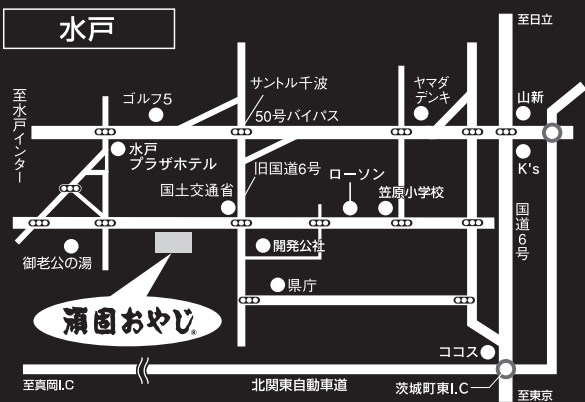 水戸
至日立
サントル千波
ヤマダ
デンキ
至水戸インター
ゴルフ5
50号バイパス
山新
水戸
プラザホテル
旧国道6号
ローソン
K's
国土交通省
笠原小学校
国道6号
御老公の湯
開発公社
県庁
頑固おやじ®
ココス
至真岡I.C
北関東自動車道
茨城町東I.C
至東京